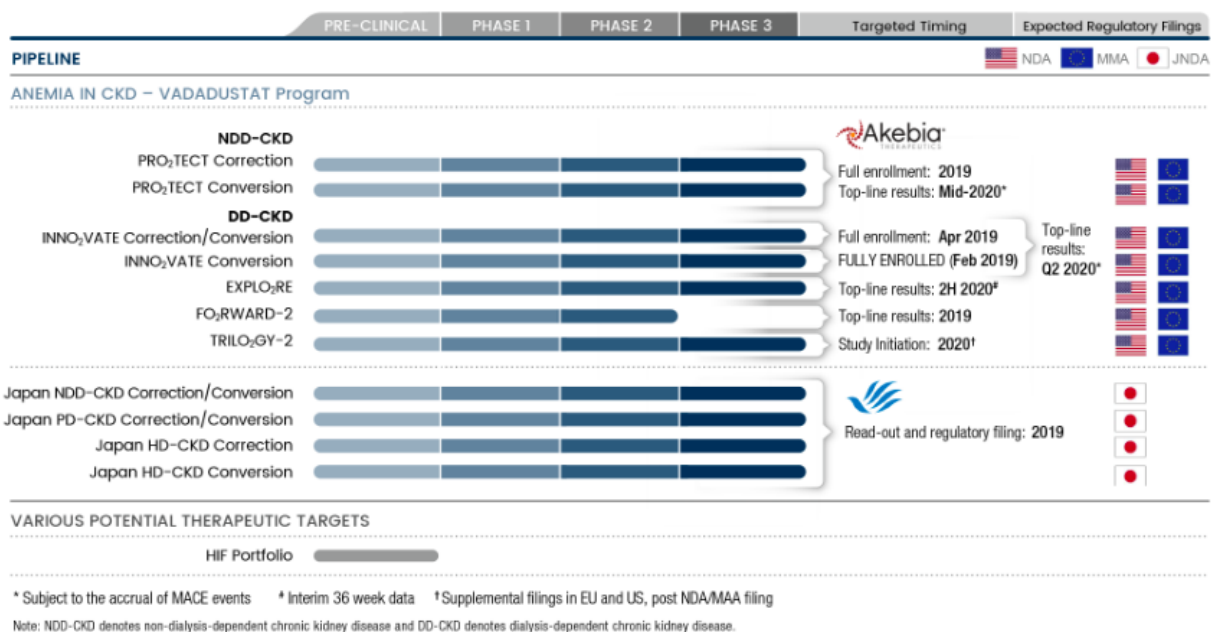 PRE-CLINICAL PHASE 1 PHASE 2 PHASE 3 Targeted Timing Expected Regulatory Filings
PIPELINE NDA MMA JNDA
ANEMIA IN CKD – VADADUSTAT Program
Akebia
THERAPEUTICS
NDD-CKD
PRO₂TECT Correction
PRO₂TECT Conversion
Full enrollment: 2019
Top-line results: Mid-2020*
DD-CKD
INNO₂VATE Correction/Conversion Full enrollment: Apr 2019
INNO₂VATE Conversion FULLY ENROLLED (Feb 2019)
Top-line
results:
Q2 2020*
EXPLO₂RE Top-line results: 2H 2020#
FO₂RWARD-2 Top-line results: 2019
TRILO₂GY-2 Study Initiation: 2020†
Japan NDD-CKD Correction/Conversion
Japan PD-CKD Correction/Conversion
Japan HD-CKD Correction
Japan HD-CKD Conversion
Read-out and regulatory filing: 2019
VARIOUS POTENTIAL THERAPEUTIC TARGETS
HIF Portfolio
* Subject to the accrual of MACE events # Interim 36 week data † Supplemental filings in EU and US, post NDA/MAA filing
Note: NDD-CKD denotes non-dialysis-dependent chronic kidney disease and DD-CKD denotes dialysis-dependent chronic kidney disease.